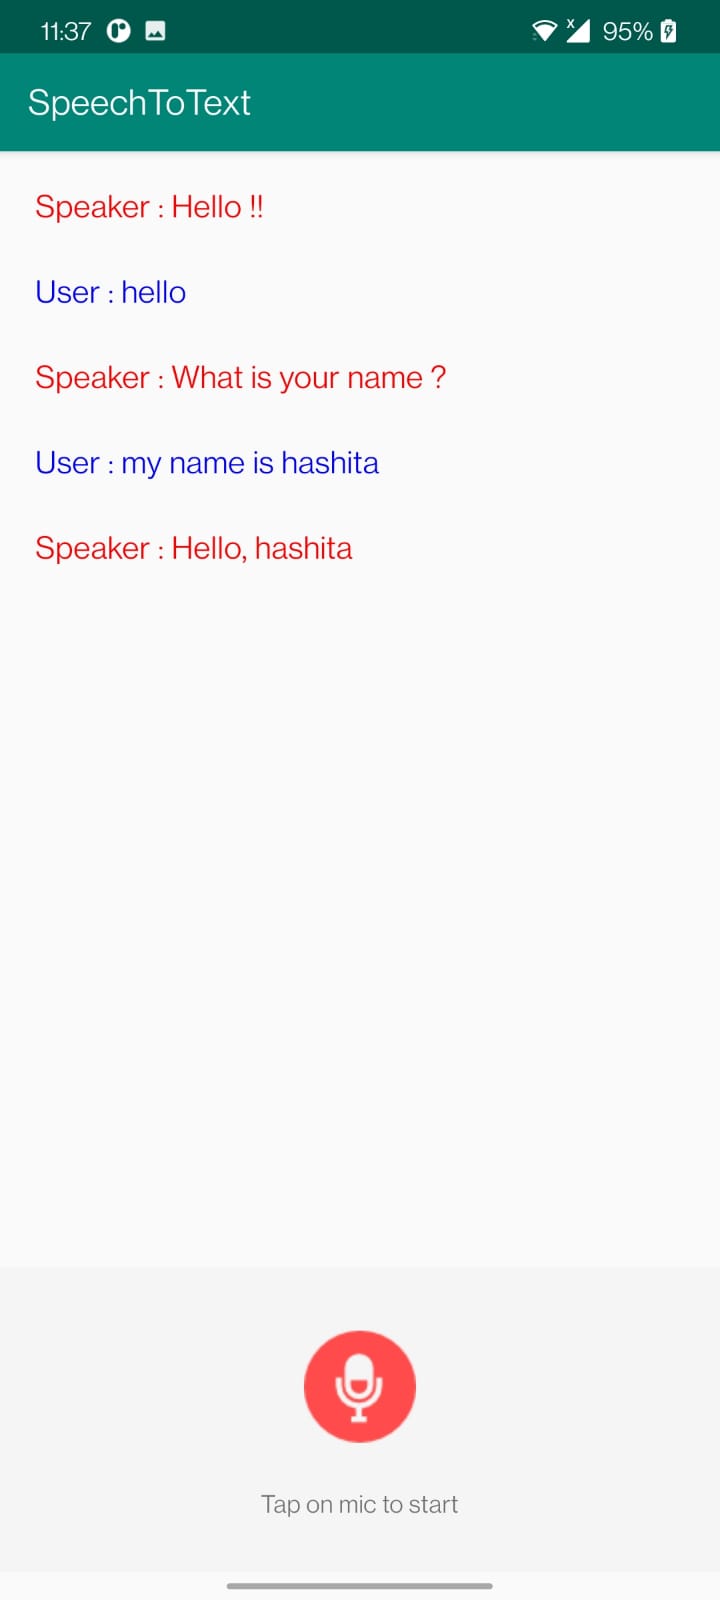 11:37
x
95%
SpeechToText
Speaker : Hello !!
User : hello
Speaker : What is your name ?
User : my name is hashita
Speaker : Hello, hashita
Tap on mic to start